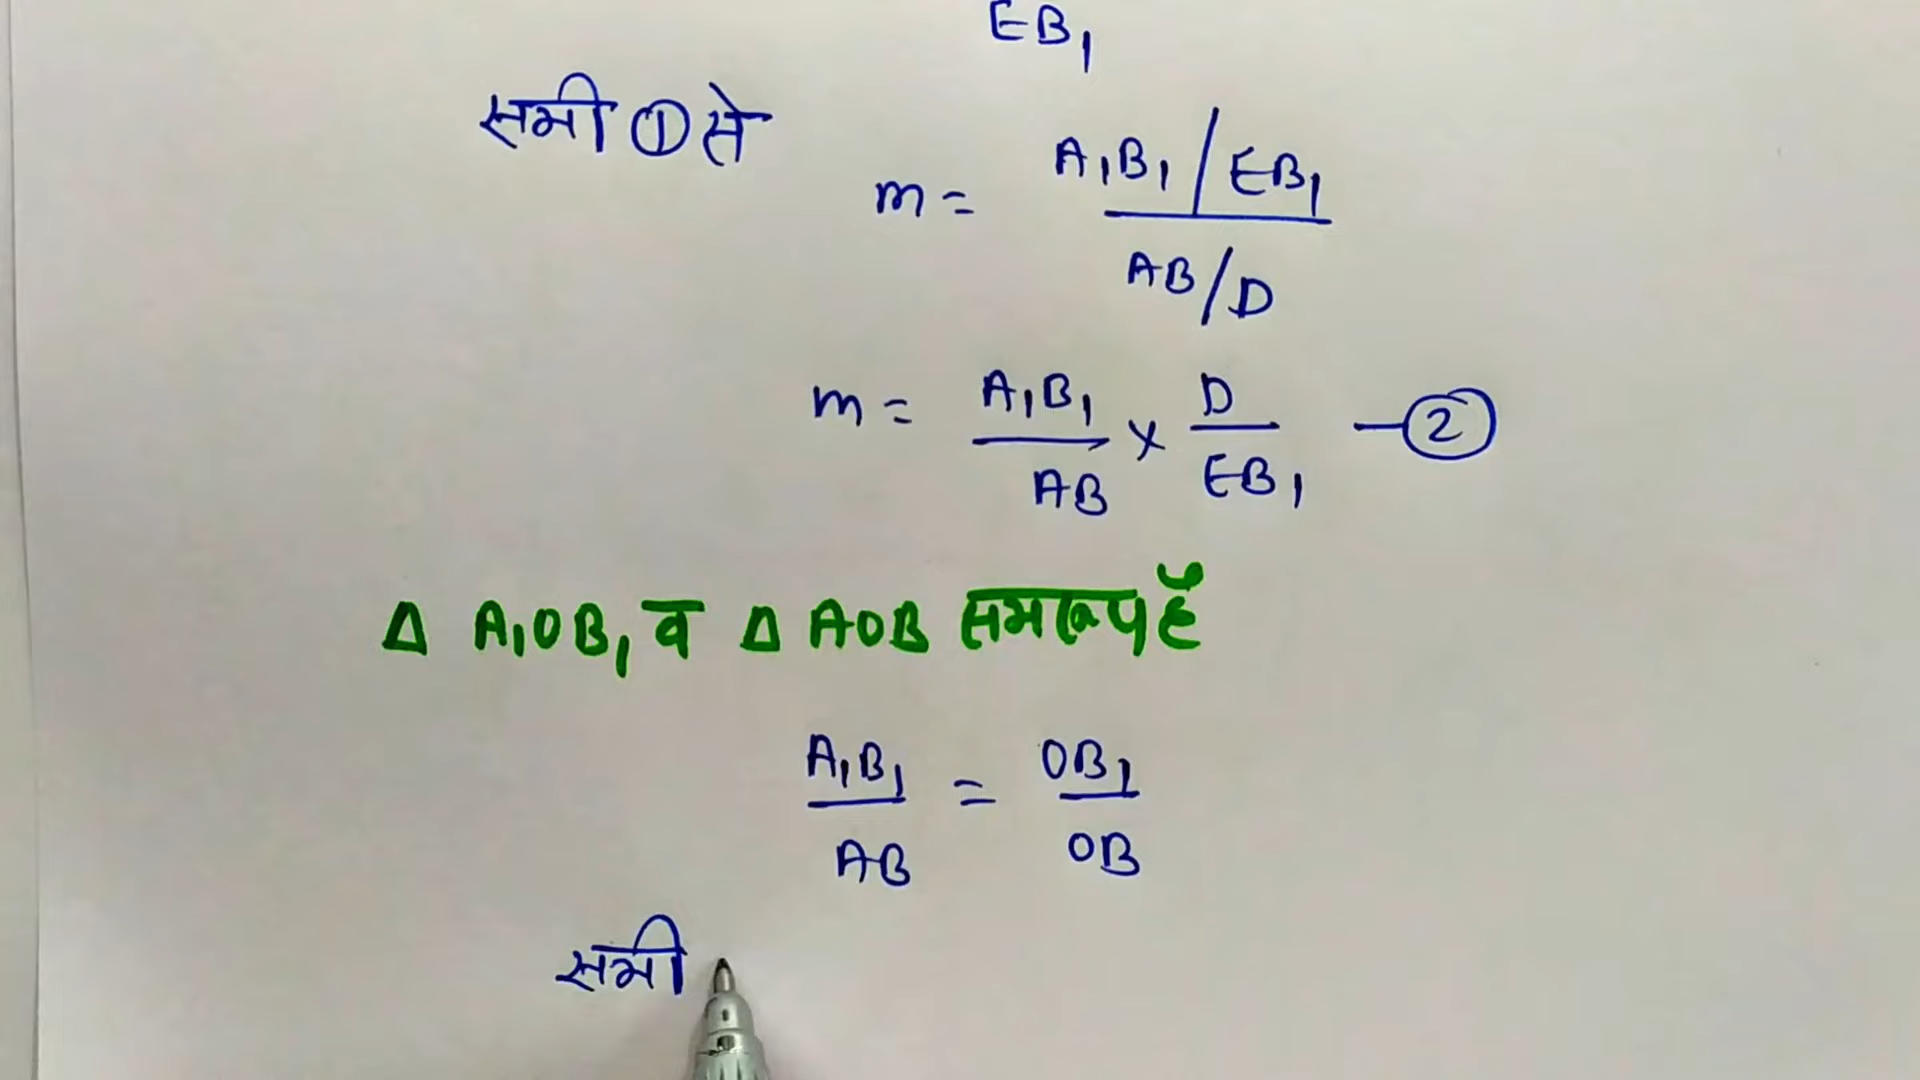 EB₁
समी ① से
m = A₁B₁ / EB₁
AB / D
m = A₁B₁ / AB × D / EB₁ — ②
Δ A₁OB₁ व Δ AOB समरूप हैं
A₁B₁ / AB = OB₁ / OB
समी